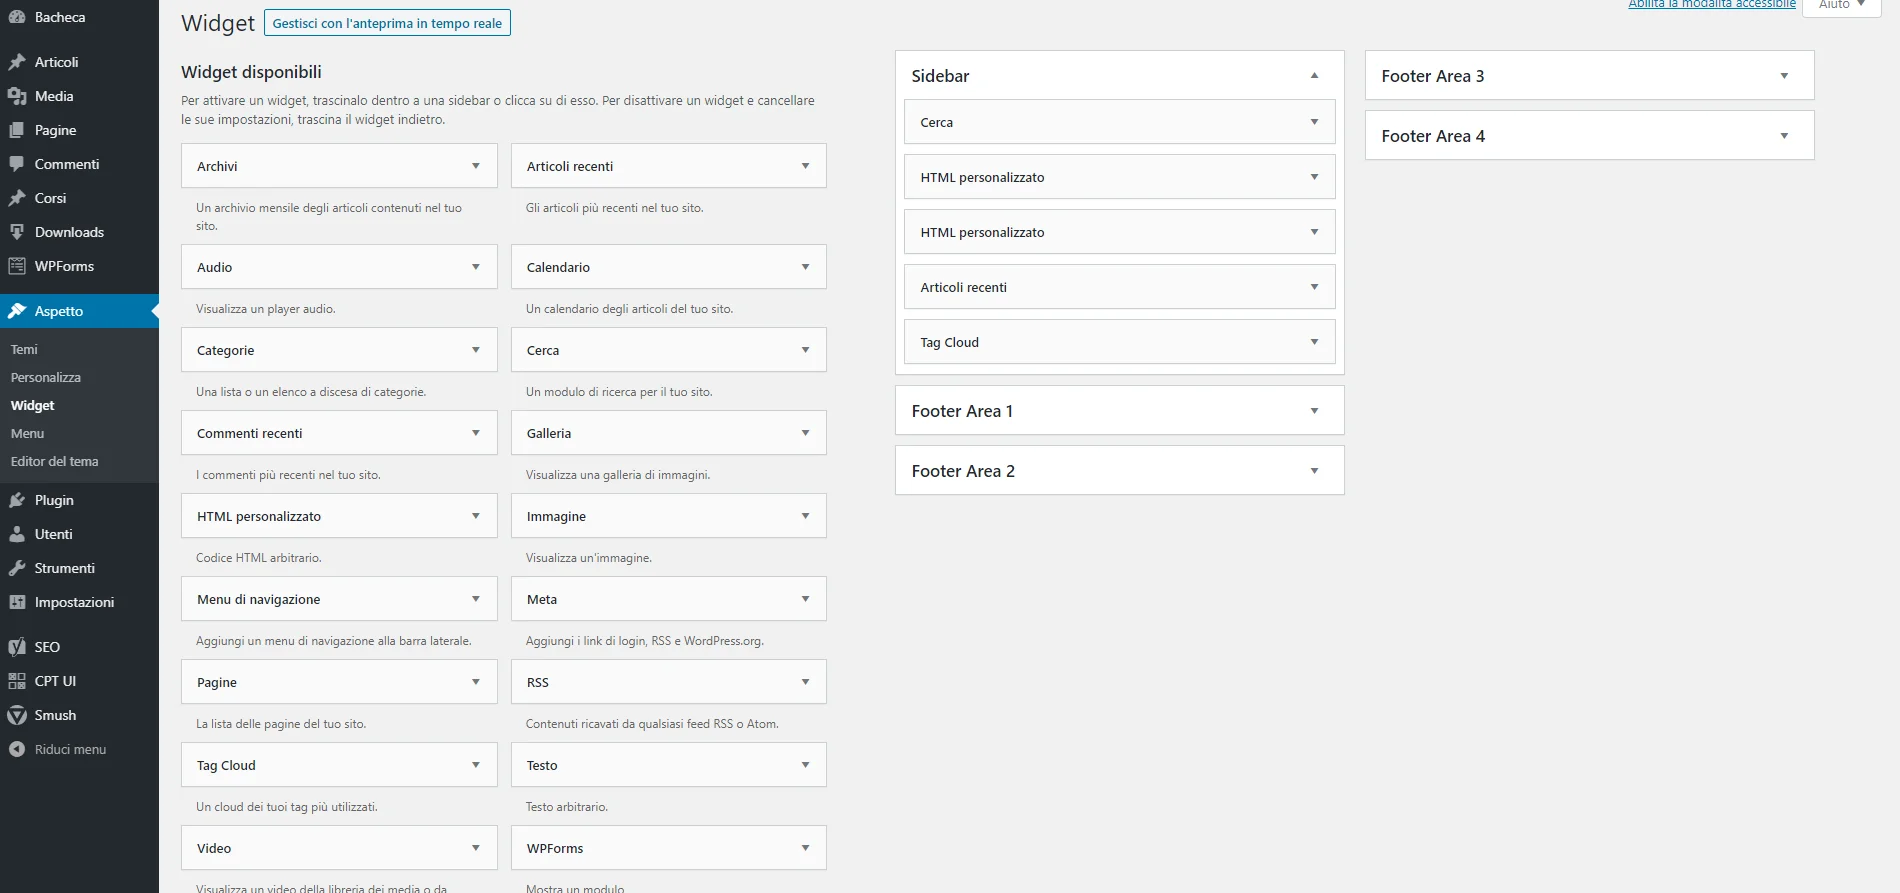 Bacheca
Articoli
Media
Pagine
Commenti
Corsi
Downloads
WPForms
Aspetto
Temi
Personalizza
Widget
Menu
Editor del tema
Plugin
Utenti
Strumenti
Impostazioni
SEO
CPT UI
Smush
Riduci menu
Abilita la modalità accessibile
Aiuto
Widget
Gestisci con l'anteprima in tempo reale
Widget disponibili
Per attivare un widget, trascinalo dentro a una sidebar o clicca su di esso. Per disattivare un widget e cancellare
le sue impostazioni, trascina il widget indietro.
Archivi
Un archivio mensile degli articoli contenuti nel tuo
sito.
Articoli recenti
Gli articoli più recenti nel tuo sito.
Audio
Visualizza un player audio.
Calendario
Un calendario degli articoli del tuo sito.
Categorie
Una lista o un elenco a discesa di categorie.
Cerca
Un modulo di ricerca per il tuo sito.
Commenti recenti
I commenti più recenti nel tuo sito.
Galleria
Visualizza una galleria di immagini.
HTML personalizzato
Codice HTML arbitrario.
Immagine
Visualizza un'immagine.
Menu di navigazione
Aggiungi un menu di navigazione alla barra laterale.
Meta
Aggiungi i link di login, RSS e WordPress.org.
Pagine
La lista delle pagine del tuo sito.
RSS
Contenuti ricavati da qualsiasi feed RSS o Atom.
Tag Cloud
Un cloud dei tuoi tag più utilizzati.
Testo
Testo arbitrario.
Video
Visualizza un video della libreria dei media o da
WPForms
Mostra un modulo
Sidebar
Cerca
HTML personalizzato
HTML personalizzato
Articoli recenti
Tag Cloud
Footer Area 1
Footer Area 2
Footer Area 3
Footer Area 4